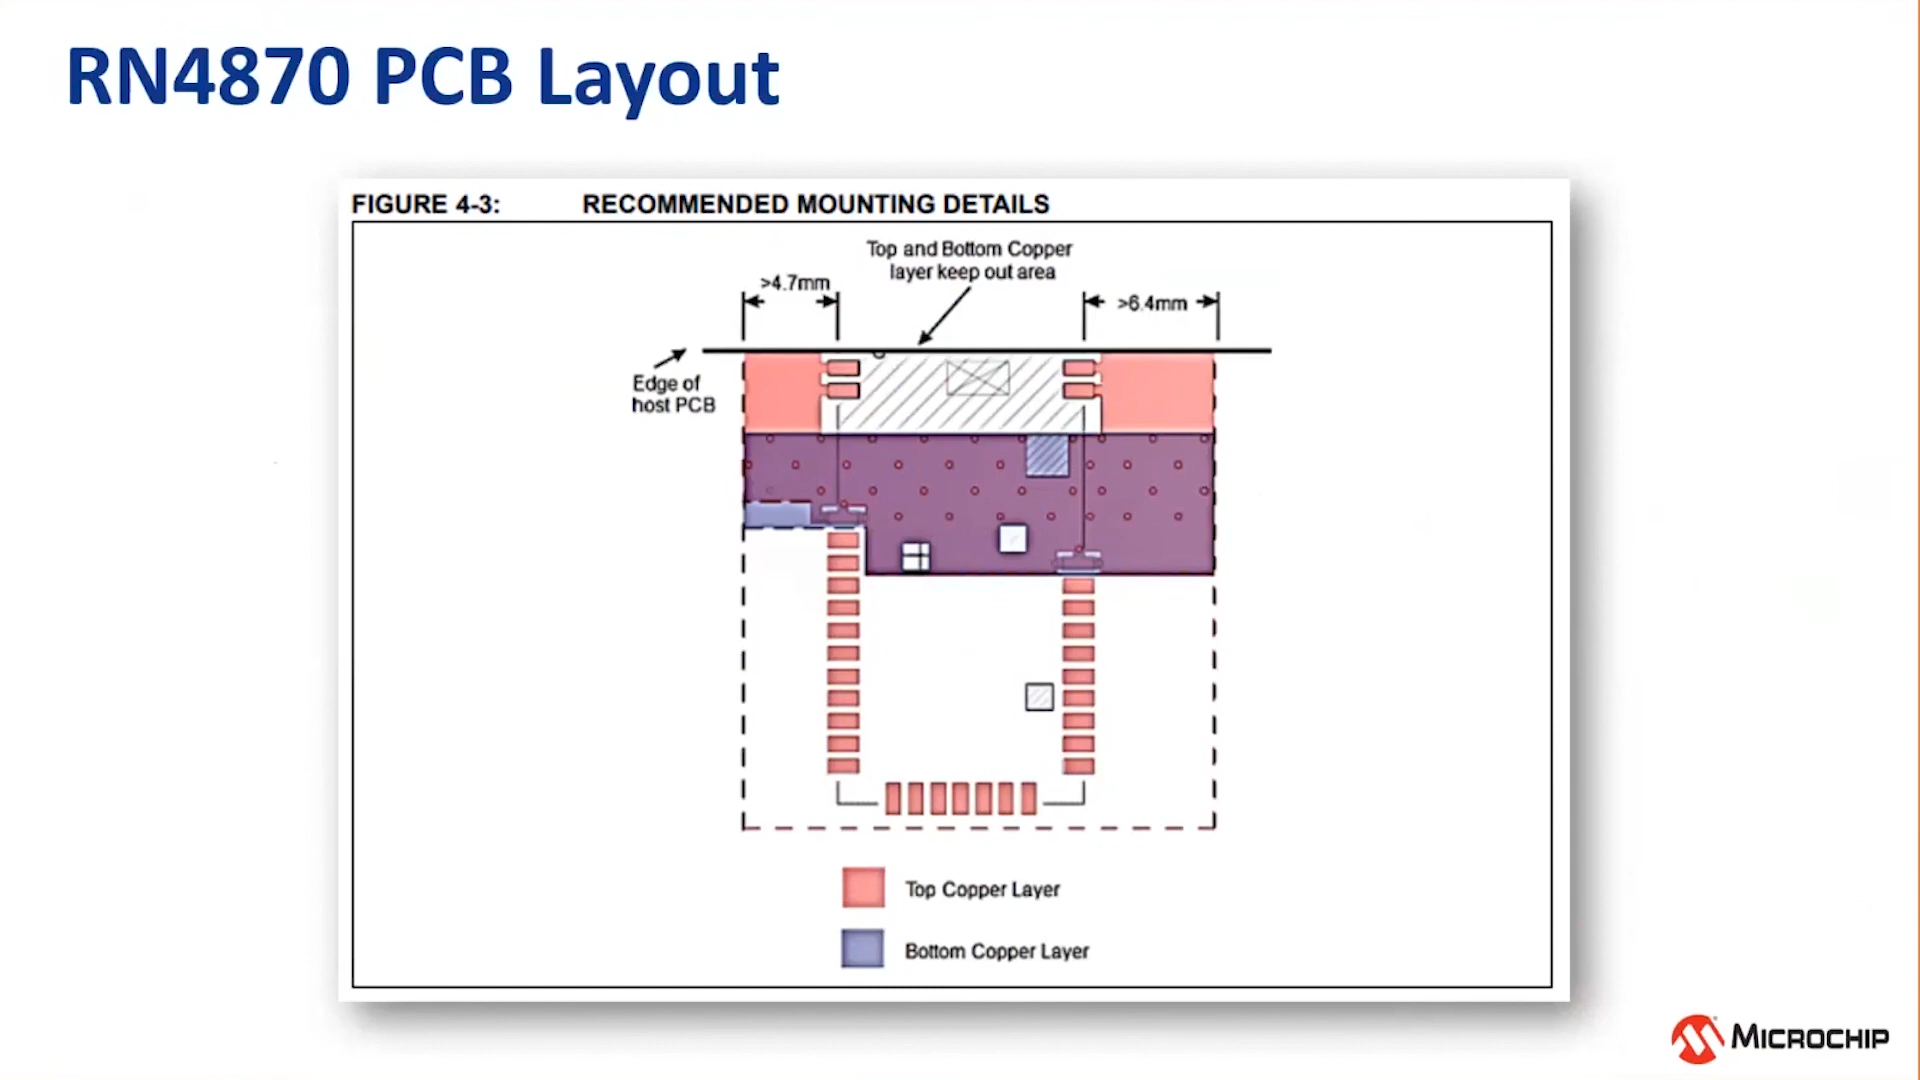 RN4870 PCB Layout
FIGURE 4-3: RECOMMENDED MOUNTING DETAILS
Top and Bottom Copper
layer keep out area
>4.7mm
>6.4mm
Edge of
host PCB
Top Copper Layer
Bottom Copper Layer
MICROCHIP